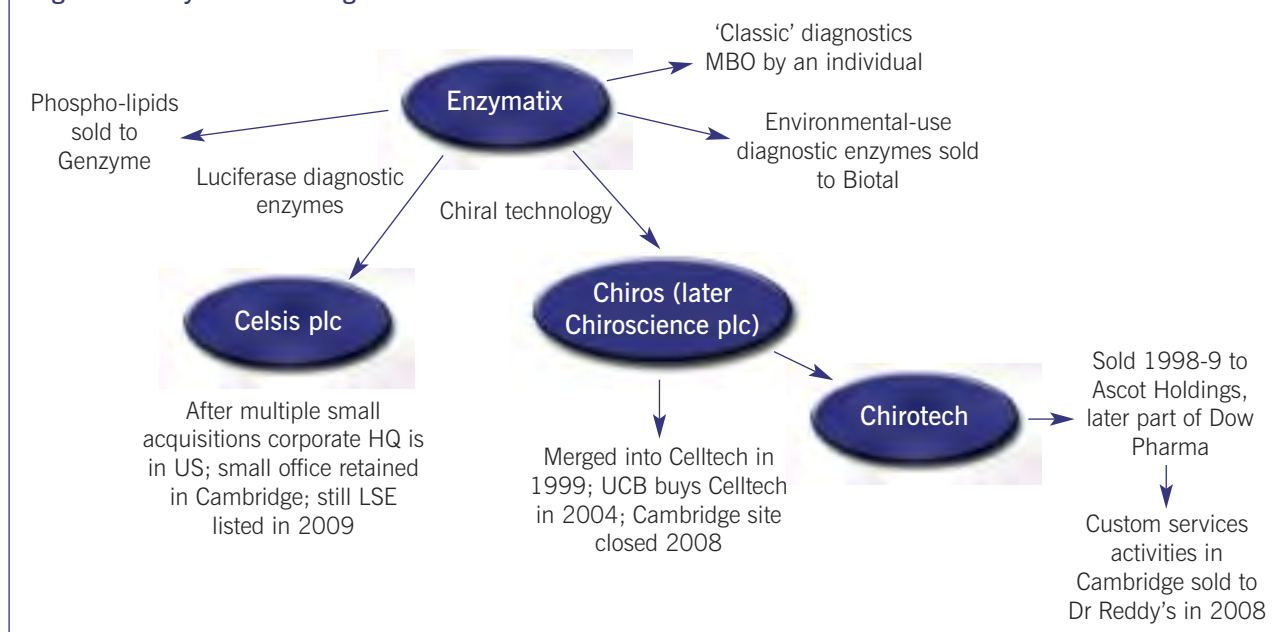 'Classic' diagnostics
MBO by an individual
Enzymatix
Phospho-lipids
sold to
Genzyme
Environmental-use
diagnostic enzymes sold
to Biotal
Luciferase diagnostic
enzymes
Chiral technology
Celsis plc
Chiros (later
Chiroscience plc)
Chirotech
Sold 1998-9 to
Ascot Holdings,
later part of Dow
Pharma
After multiple small
acquisitions corporate HQ is
in US; small office retained
in Cambridge; still LSE
listed in 2009
Merged into Celltech in
1999; UCB buys Celltech
in 2004; Cambridge site
closed 2008
Custom services
activities in
Cambridge sold to
Dr Reddy's in 2008